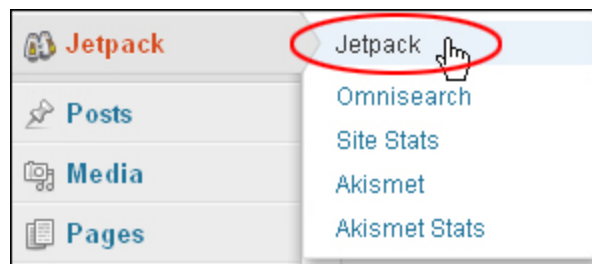 Jetpack
Posts
Media
Pages
Jetpack
Omnisearch
Site Stats
Akismet
Akismet Stats